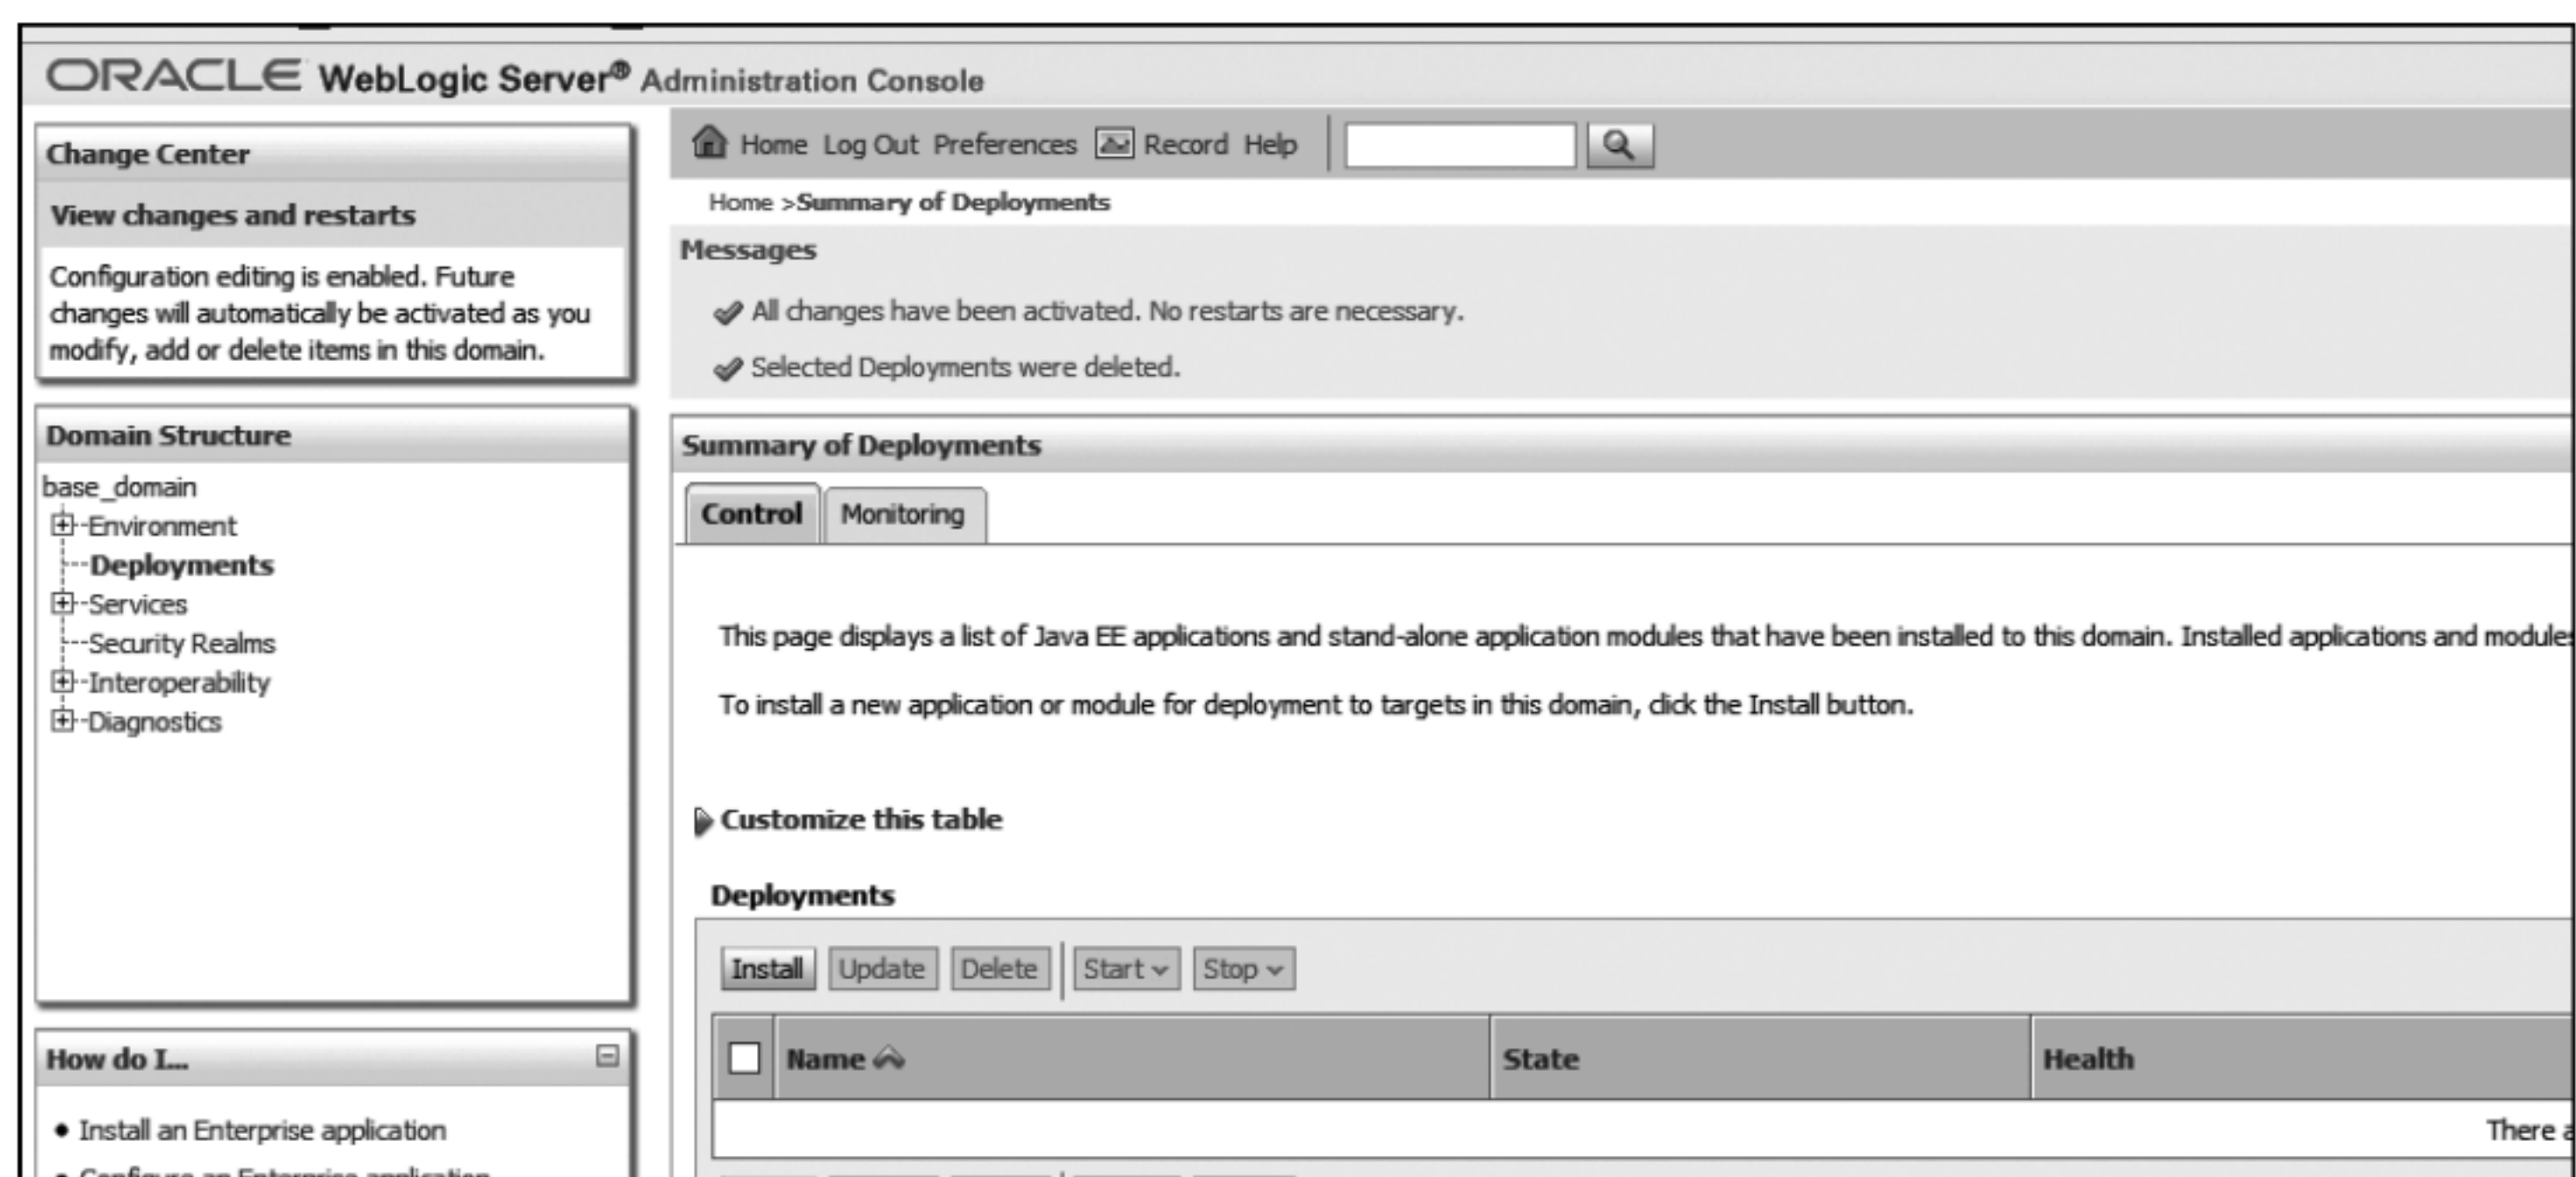 ORACLE WebLogic Server® Administration Console
Change Center
View changes and restarts
Configuration editing is enabled. Future
changes will automatically be activated as you
modify, add or delete items in this domain.
Domain Structure
base_domain
Environment
Deployments
Services
Security Realms
Interoperability
Diagnostics
How do I...
Install an Enterprise application
Configure an Enterprise application
Home Log Out Preferences Record Help
Home >Summary of Deployments
Messages
All changes have been activated. No restarts are necessary.
Selected Deployments were deleted.
Summary of Deployments
Control Monitoring
This page displays a list of Java EE applications and stand-alone application modules that have been installed to this domain. Installed applications and modules
To install a new application or module for deployment to targets in this domain, click the Install button.
Customize this table
Deployments
Install Update Delete Start Stop
Name State Health
There